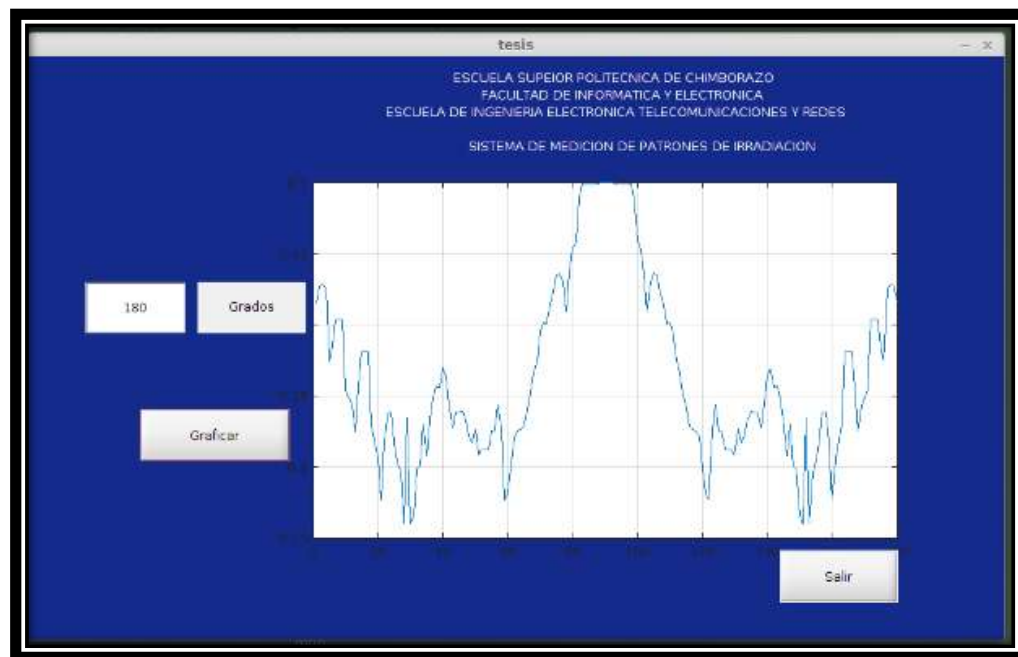 tesis
ESCUELA SUPEIOR POLITECNICA DE CHIMBORAZO
FACULTAD DE INFORMATICA Y ELECTRONICA
ESCUELA DE INGENIERIA ELECTRONICA TELECOMUNICACIONES Y REDES
SISTEMA DE MEDICION DE PATRONES DE IRRADIACION
180
Grados
Graficar
Salir